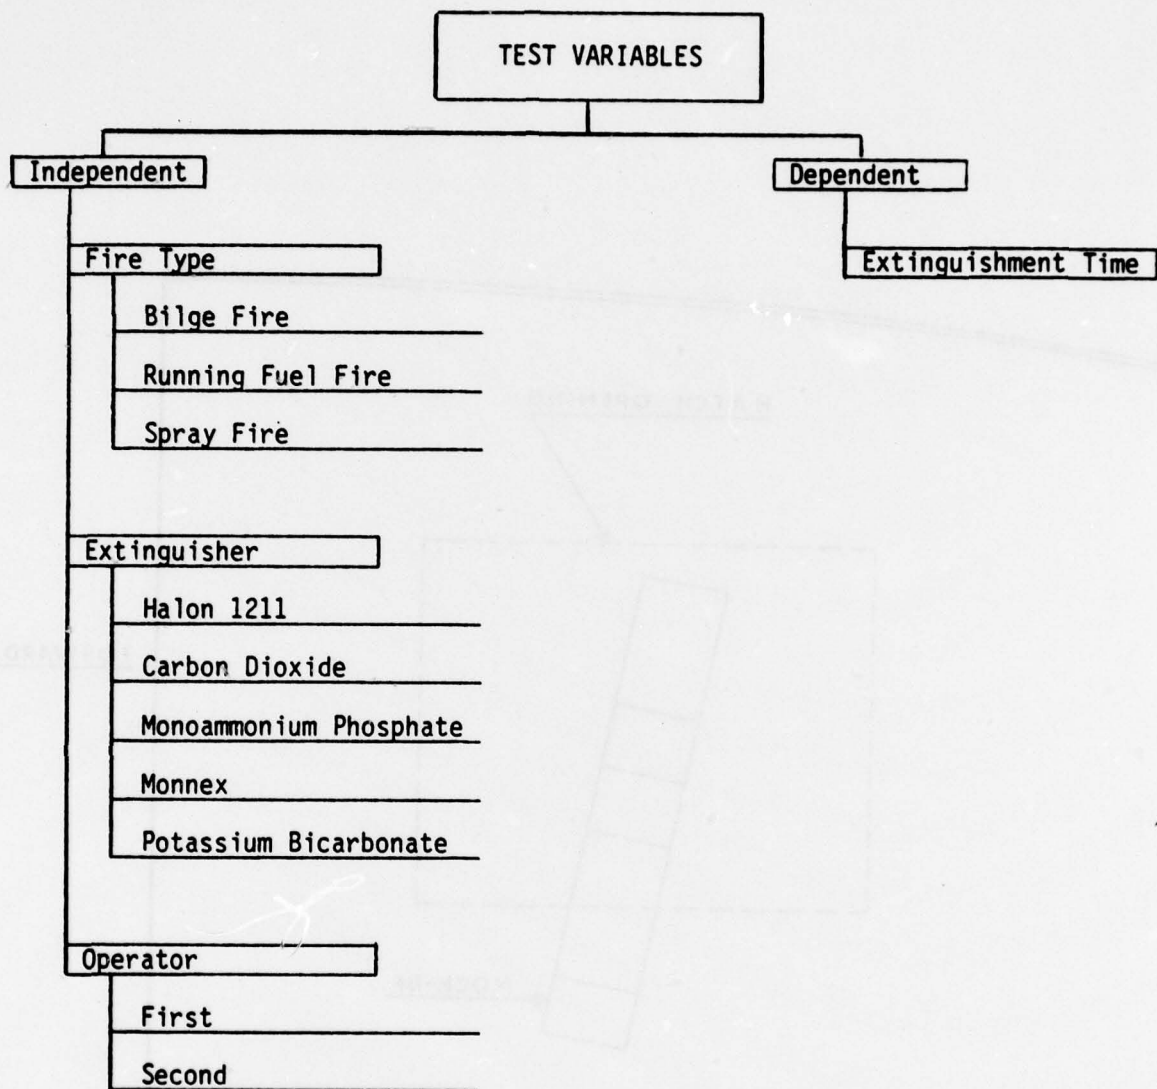 TEST VARIABLES
Independent
Dependent
Fire Type
Extinguishment Time
Bilge Fire
Running Fuel Fire
Spray Fire
Extinguisher
Halon 1211
Carbon Dioxide
Monoammonium Phosphate
Monnex
Potassium Bicarbonate
Operator
First
Second